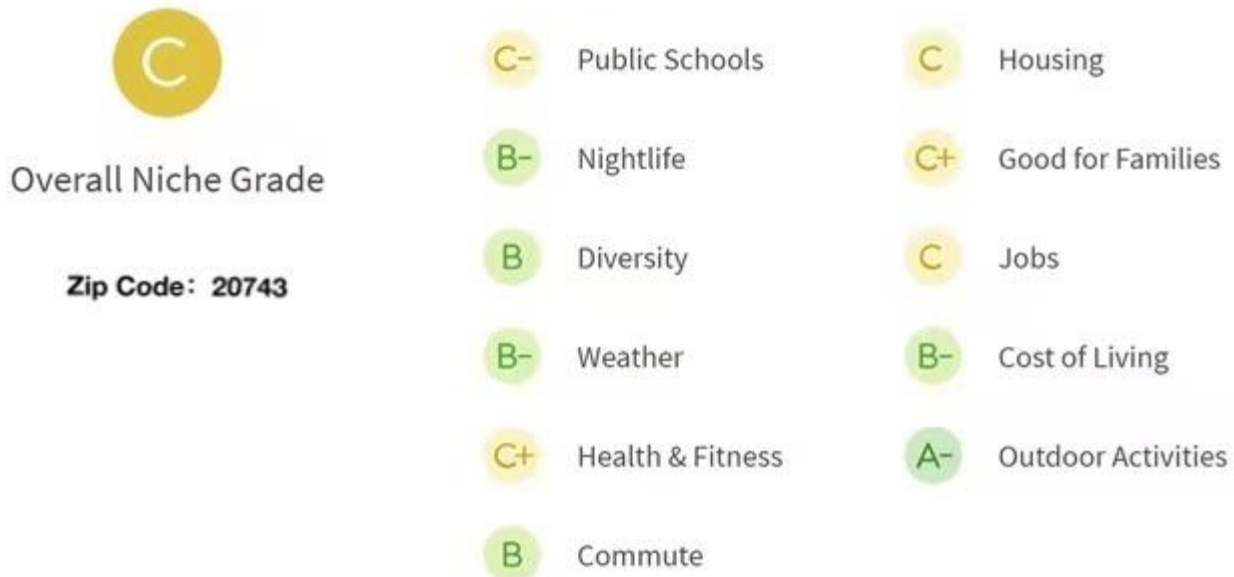 C
Overall Niche Grade
Zip Code: 20743
C- Public Schools
B- Nightlife
B Diversity
B- Weather
C+ Health & Fitness
B Commute
C Housing
C+ Good for Families
C Jobs
B- Cost of Living
A- Outdoor Activities